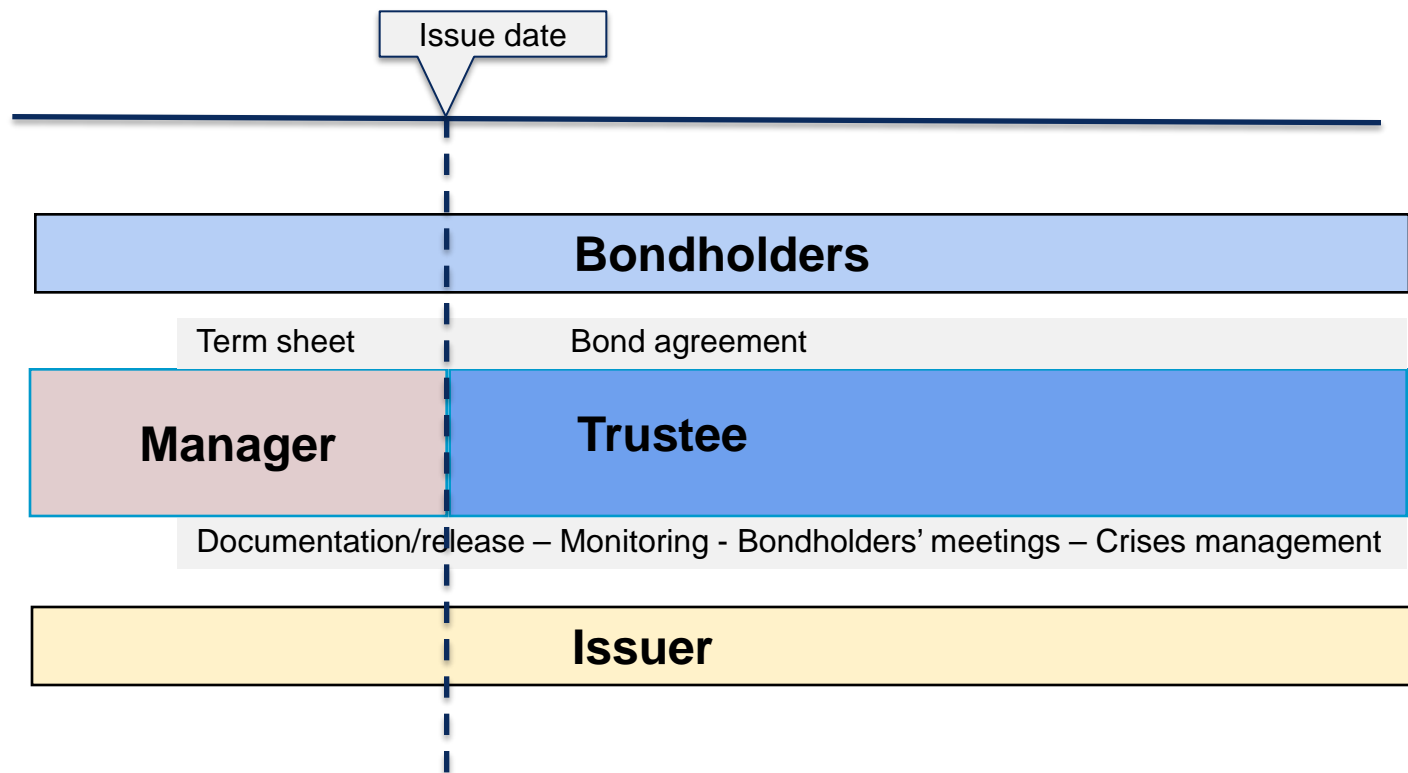 Issue date
Bondholders
Term sheet
Bond agreement
Manager
Trustee
Documentation/release – Monitoring - Bondholders’ meetings – Crises management
Issuer